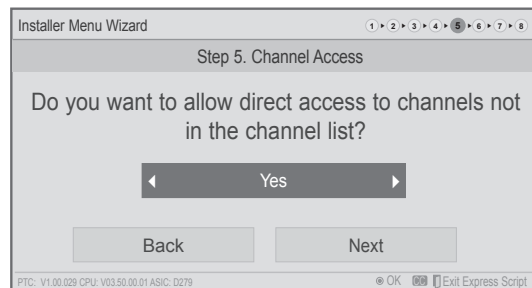 Installer Menu Wizard 1 2 3 4 5 6 7 8
Step 5. Channel Access
Do you want to allow direct access to channels not
in the channel list?
Yes
Back Next
PTC: V1.00.029 CPU: V03.50.00.01 ASIC: D279 OK CC Exit Express Script